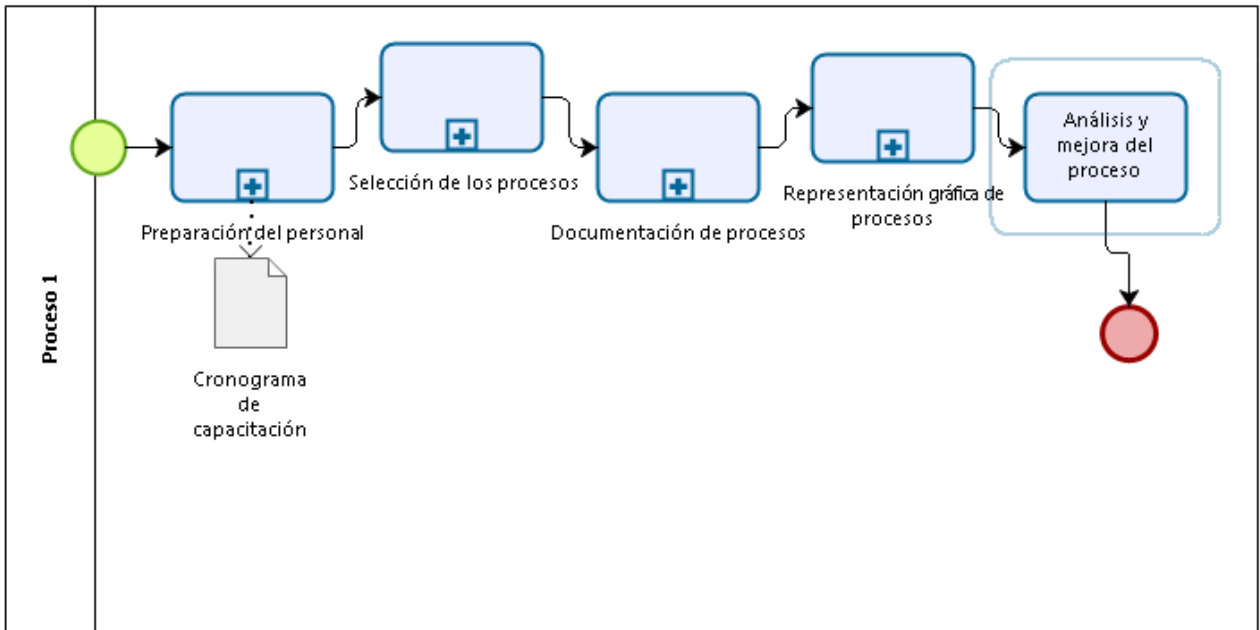 Proceso 1
Preparación del personal
Selección de los procesos
Documentación de procesos
Representación gráfica de
procesos
Análisis y
mejora del
proceso
Cronograma
de
capacitación